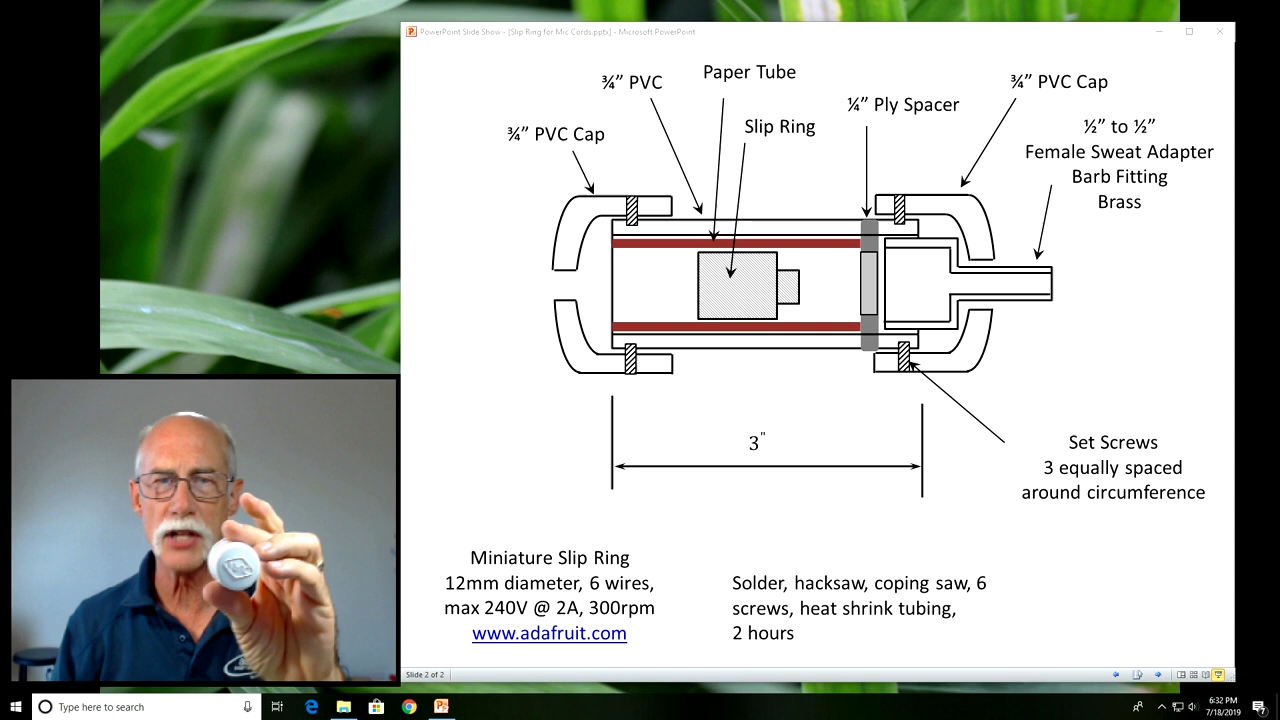 PowerPoint Slide Show - [Slip Ring for Mic Cords.pptx] - Microsoft PowerPoint
Paper Tube
¾” PVC
¾” PVC Cap
¼” Ply Spacer
Slip Ring
½” to ½”
Female Sweat Adapter
Barb Fitting
Brass
¾” PVC Cap
3"
Set Screws
3 equally spaced
around circumference
Miniature Slip Ring
12mm diameter, 6 wires,
max 240V @ 2A, 300rpm
www.adafruit.com
Solder, hacksaw, coping saw, 6
screws, heat shrink tubing,
2 hours
Slide 2 of 2
Type here to search
6:32 PM
7/18/2019